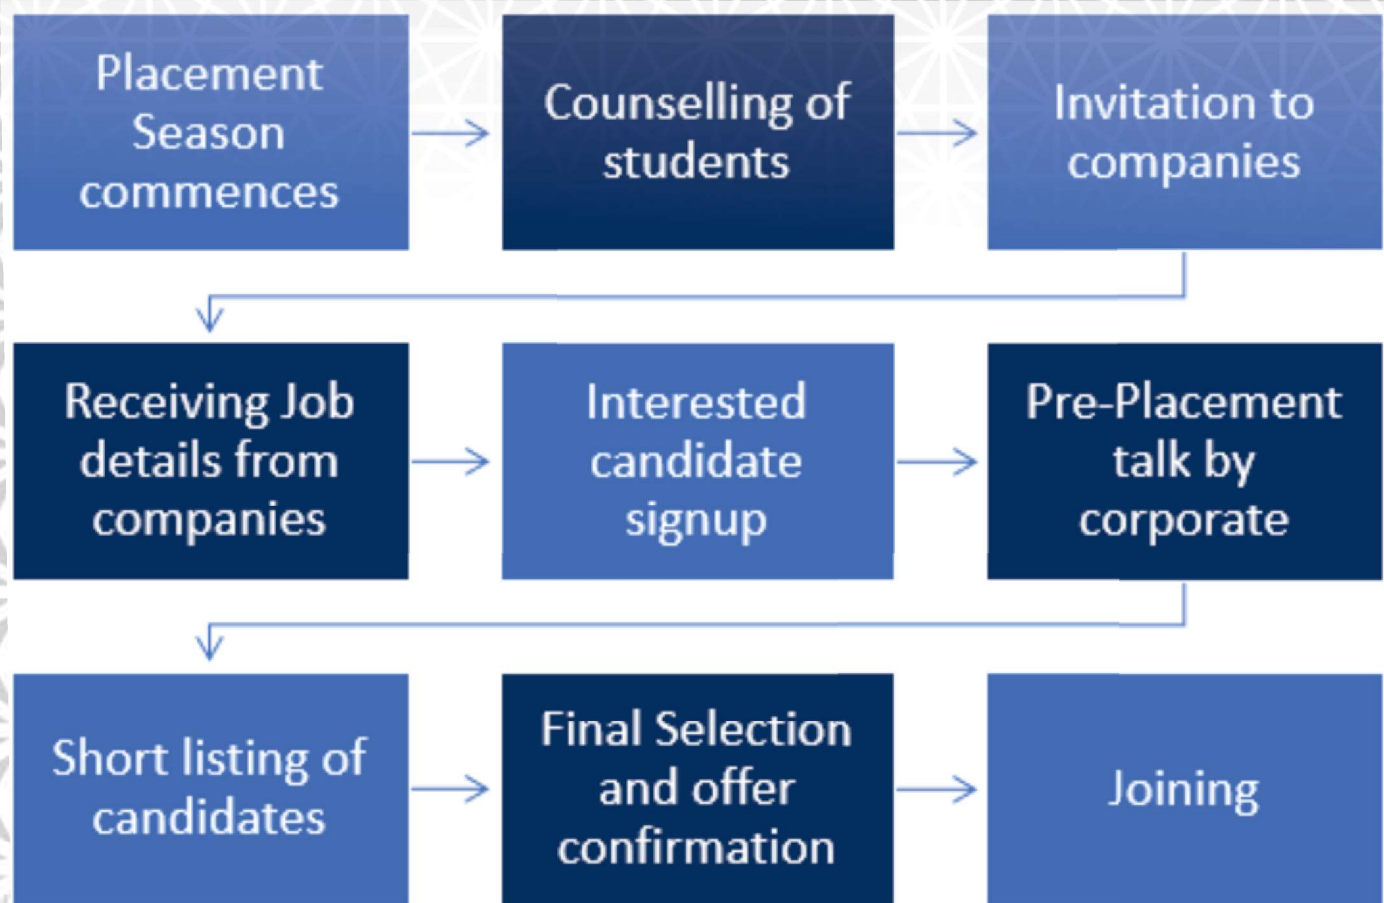 Placement
Season
commences
Counselling of
students
Invitation to
companies
Receiving Job
details from
companies
Interested
candidate
signup
Pre-Placement
talk by
corporate
Short listing of
candidates
Final Selection
and offer
confirmation
Joining